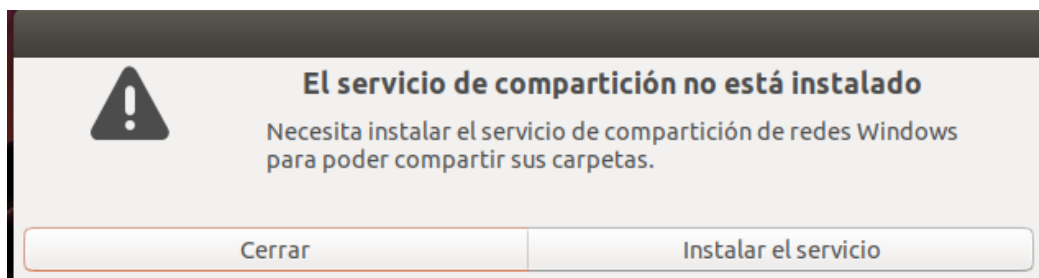 El servicio de compartición no está instalado
Necesita instalar el servicio de compartición de redes Windows
para poder compartir sus carpetas.
Cerrar
Instalar el servicio